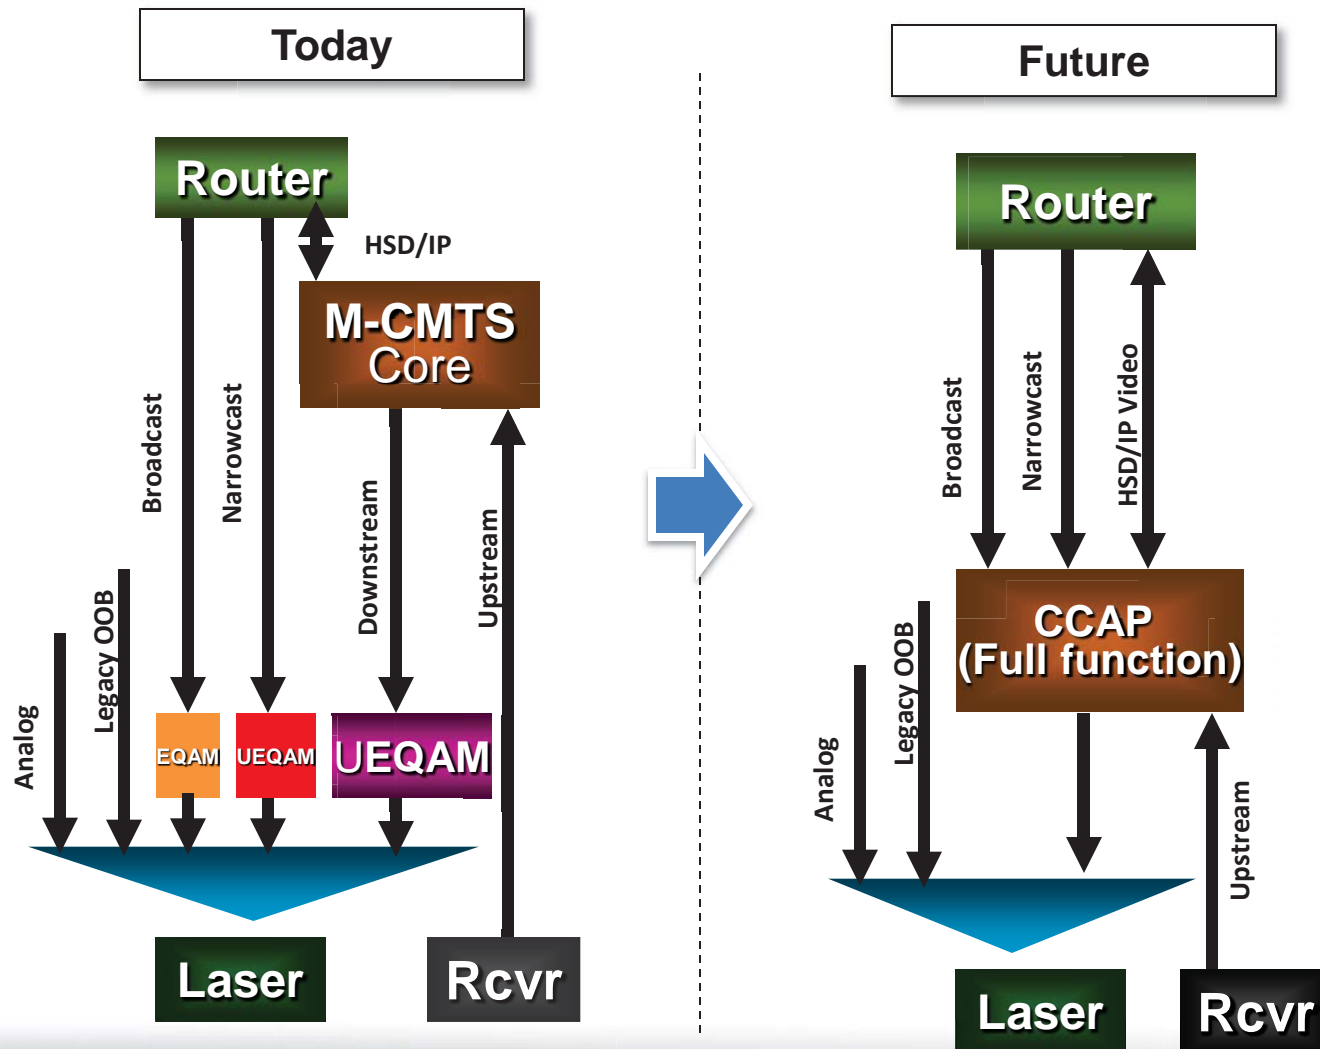 Today
Router
HSD/IP
M-CMTS
Core
Broadcast
Narrowcast
Downstream
Upstream
Legacy OOB
Analog
EQAM
UEQAM
UEQAM
Laser
Rcvr
Future
Router
Broadcast
Narrowcast
HSD/IP Video
CCAP
(Full function)
Legacy OOB
Analog
Upstream
Laser
Rcvr